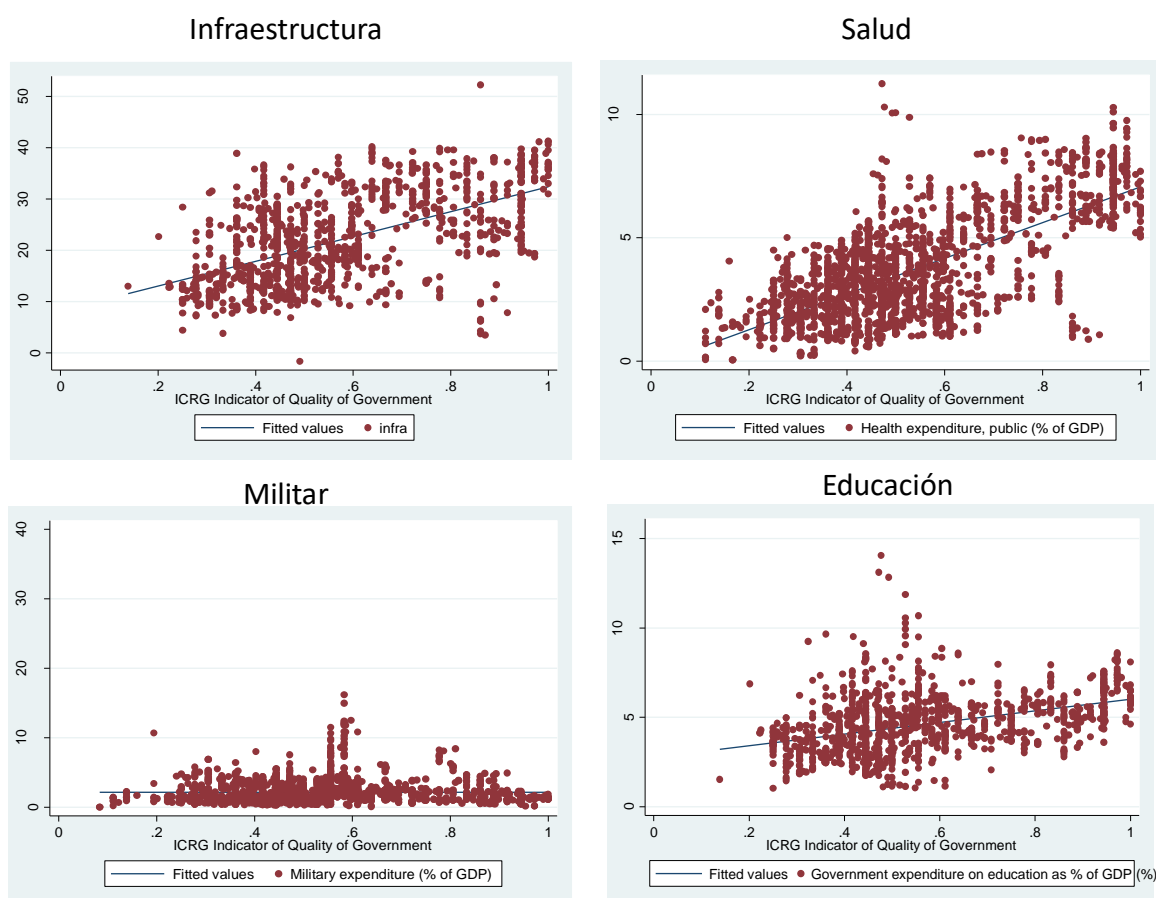 Infraestructura
50
40
30
20
10
0
0 .2 .4 .6 .8 1
ICRG Indicator of Quality of Government
Fitted values infra
Salud
10
5
0
0 .2 .4 .6 .8 1
ICRG Indicator of Quality of Government
Fitted values Health expenditure, public (% of GDP)
Militar
40
30
20
10
0
0 .2 .4 .6 .8 1
ICRG Indicator of Quality of Government
Fitted values Military expenditure (% of GDP)
Educación
15
10
5
0
0 .2 .4 .6 .8 1
ICRG Indicator of Quality of Government
Fitted values Government expenditure on education as % of GDP (%)